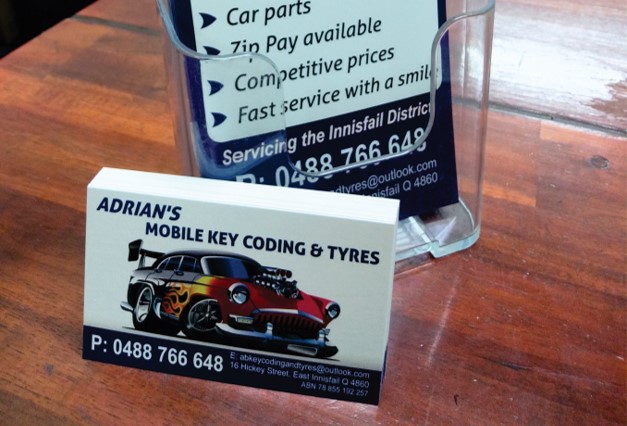 Car parts
Zip Pay available
Competitive prices
Fast service with a smile
Servicing the Innisfail District
P: 0488 766 648
dtyres@outlook.com
nisfail Q 4860
ADRIAN'S
MOBILE KEY CODING & TYRES
P: 0488 766 648
E: abkeycodingandtyres@outlook.com
16 Hickey Street, East Innisfail Q 4860
ABN 78 855 192 257